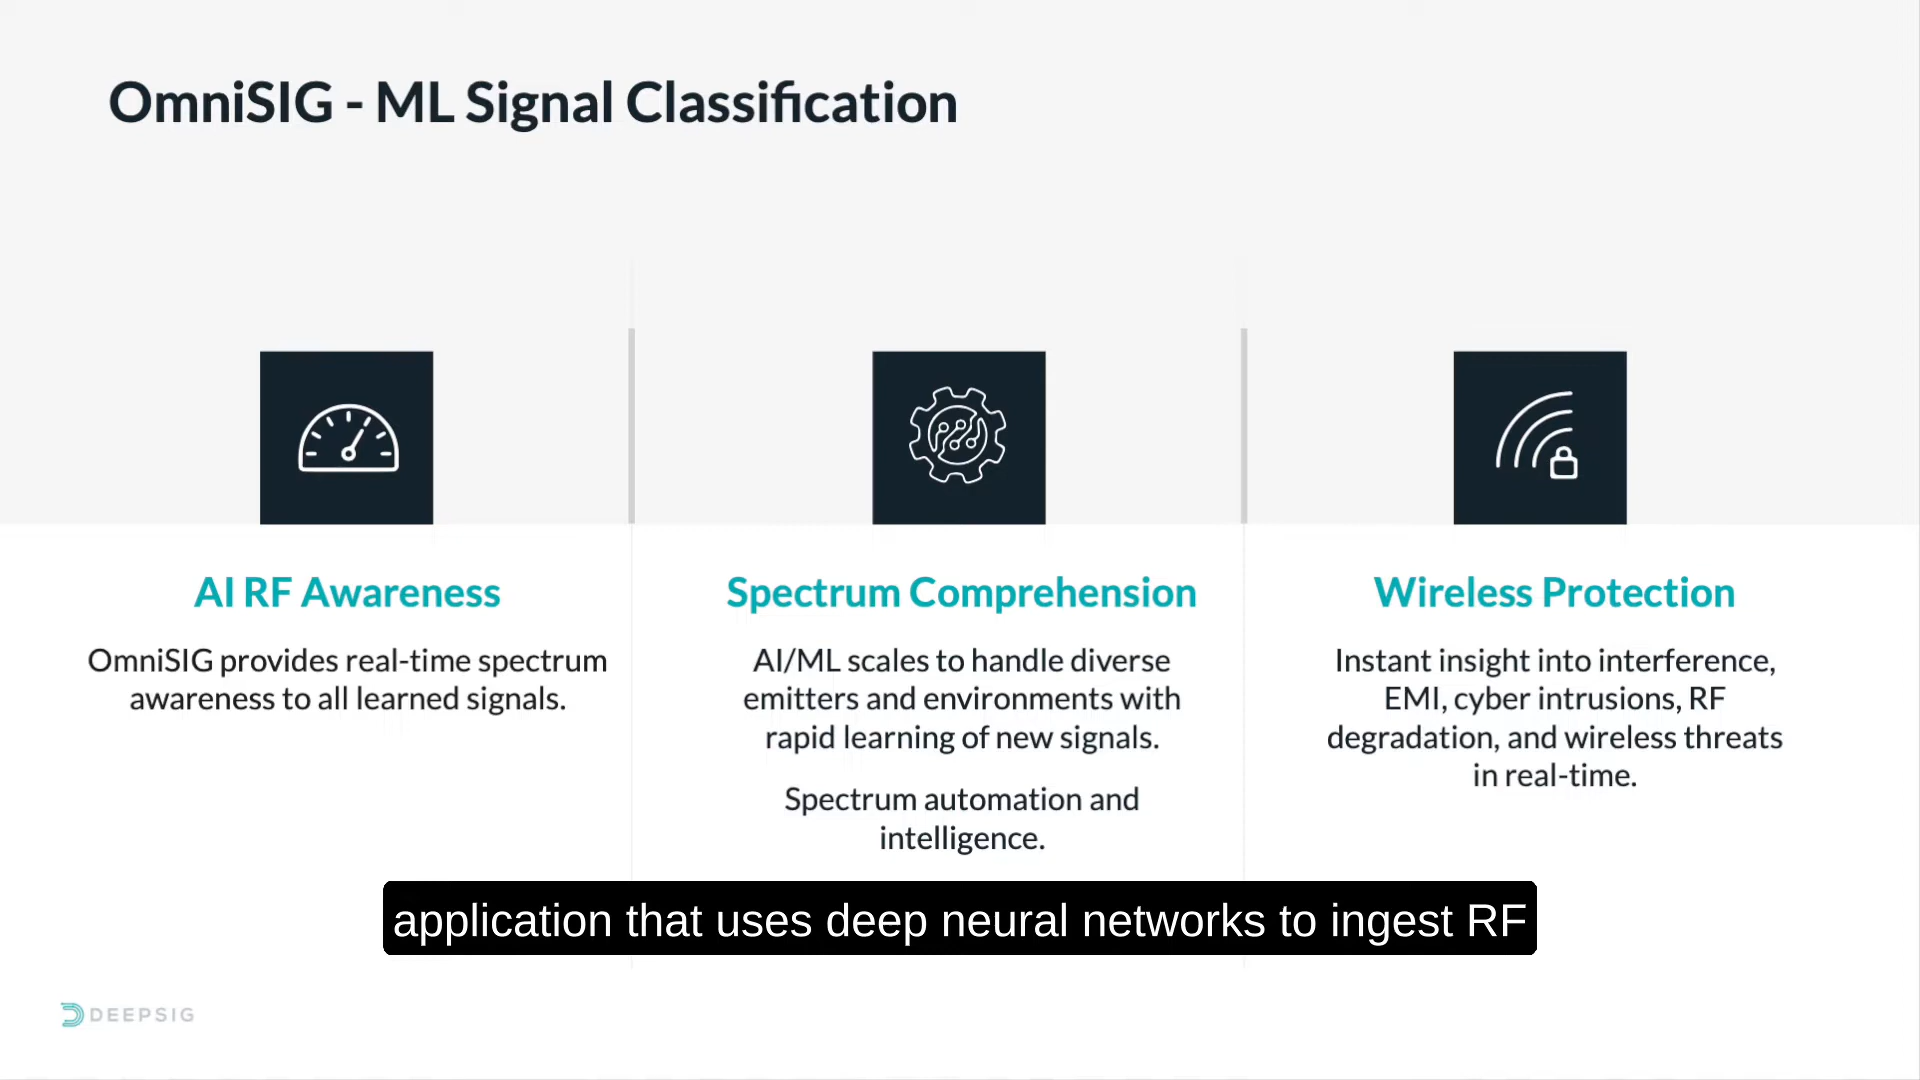 OmniSIG - ML Signal Classification
AI RF Awareness
OmniSIG provides real-time spectrum
awareness to all learned signals.
Spectrum Comprehension
AI/ML scales to handle diverse
emitters and environments with
rapid learning of new signals.
Spectrum automation and
intelligence.
Wireless Protection
Instant insight into interference,
EMI, cyber intrusions, RF
degradation, and wireless threats
in real-time.
application that uses deep neural networks to ingest RF
DEEPSIG